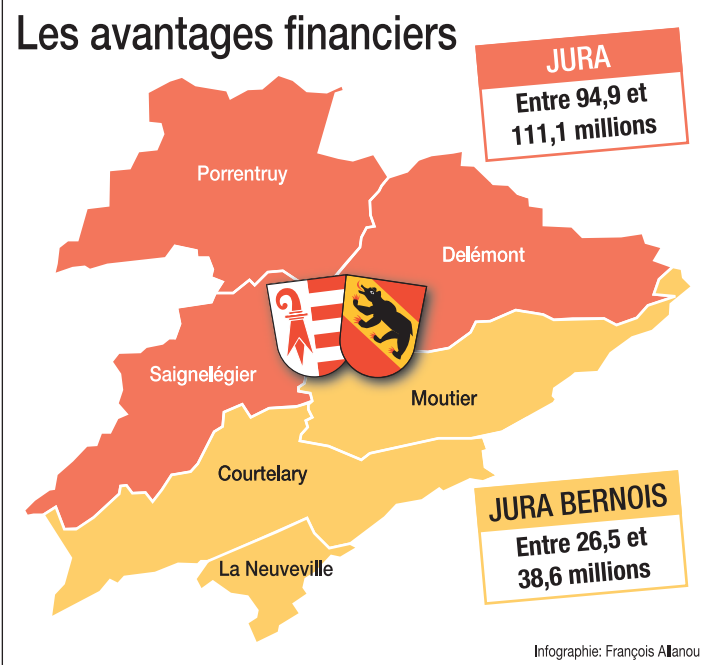 Les avantages financiers
JURA
Entre 94,9 et
111,1 millions
Porrentruy
Delémont
Saignelégier
Moutier
Courtelary
La Neuveville
JURA BERNOIS
Entre 26,5 et
38,6 millions
Infographie: François Allanou